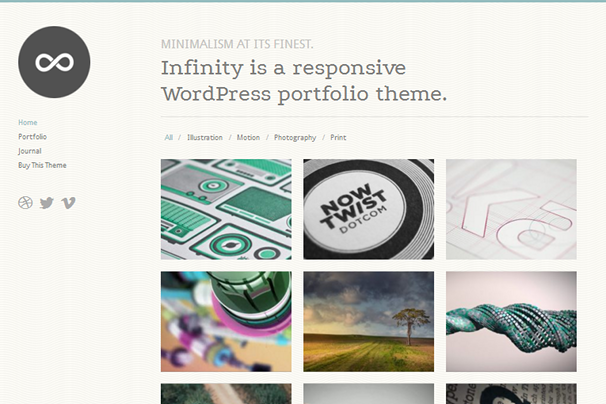 MINIMALISM AT ITS FINEST.
Infinity is a responsive
WordPress portfolio theme.
Home
Portfolio
Journal
Buy This Theme
All / Illustration / Motion / Photography / Print
NOW
TWIST
DOTCOM